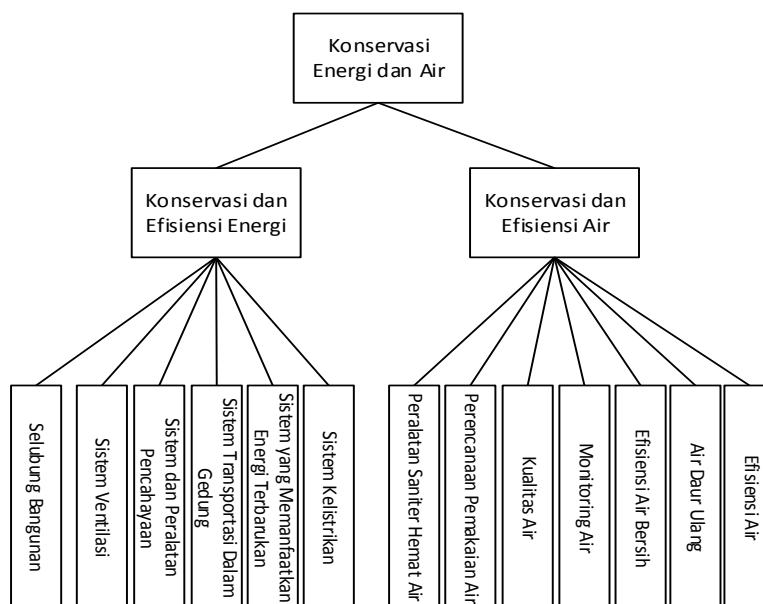 Konservasi
Energi dan Air
Konservasi dan
Efisiensi Energi
Konservasi dan
Efisiensi Air
Selubung Bangunan
Sistem Ventilasi
Sistem dan Peralatan
Pencahayaan
Sistem Transportasi Dalam
Gedung
Sistem yang Memanfaatkan
Energi Terbarukan
Sistem Kelistrikan
Peralatan Saniter Hemat Air
Perencanaan Pemakaian Air
Kualitas Air
Monitoring Air
Efisiensi Air Bersih
Air Daur Ulang
Efisiensi Air